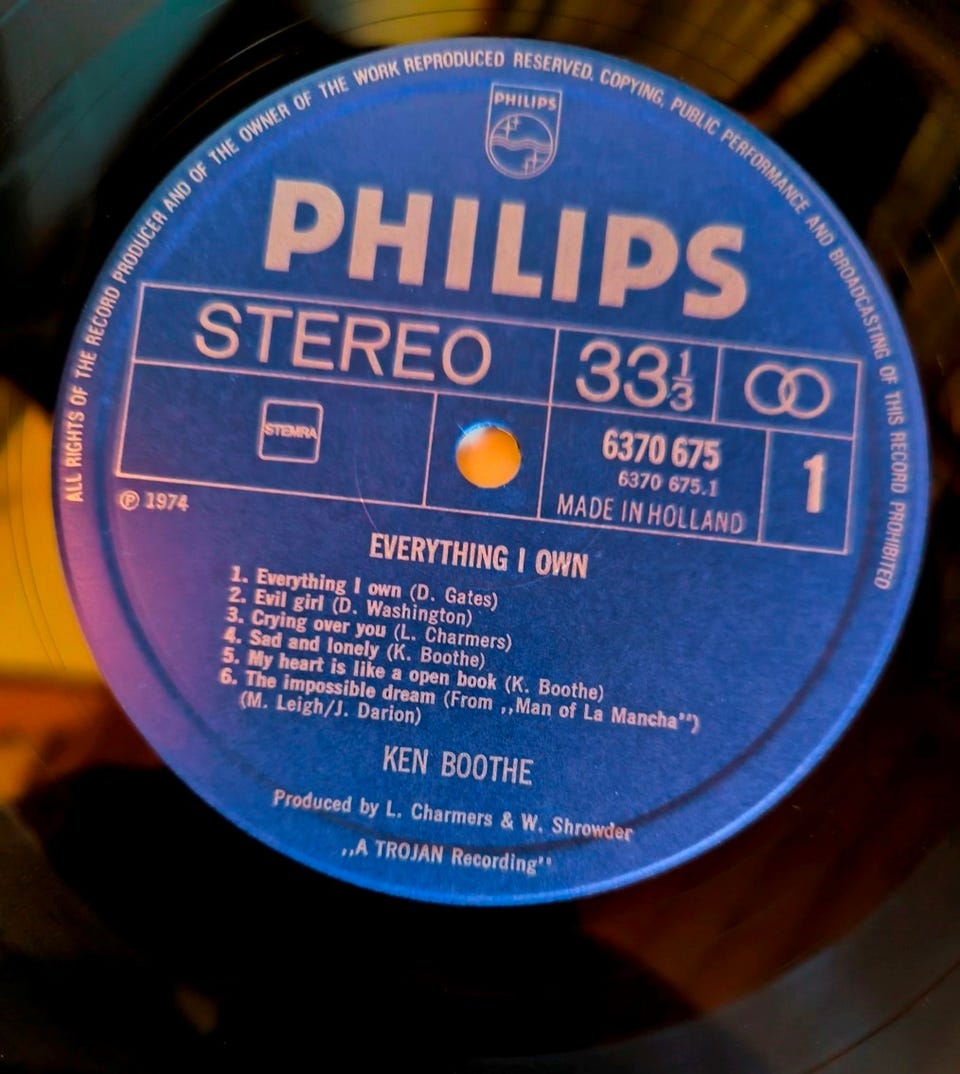 ALL RIGHTS OF THE RECORD PRODUCER AND OF THE OWNER OF THE WORK REPRODUCED RESERVED. COPYING, PUBLIC PERFORMANCE AND BROADCASTING OF THIS RECORD PROHIBITED
PHILIPS
PHILIPS
STEREO
33 1/3
STEMRA
6370 675
6370 675.1
MADE IN HOLLAND
1
℗ 1974
EVERYTHING I OWN
1. Everything I own (D. Gates)
2. Evil girl (D. Washington)
3. Crying over you (L. Charmers)
4. Sad and lonely (K. Boothe)
5. My heart is like a open book (K. Boothe)
6. The impossible dream (From ,,Man of La Mancha'')
(M. Leigh/J. Darion)
KEN BOOTHE
Produced by L. Charmers & W. Shrowder
,,A TROJAN Recording''